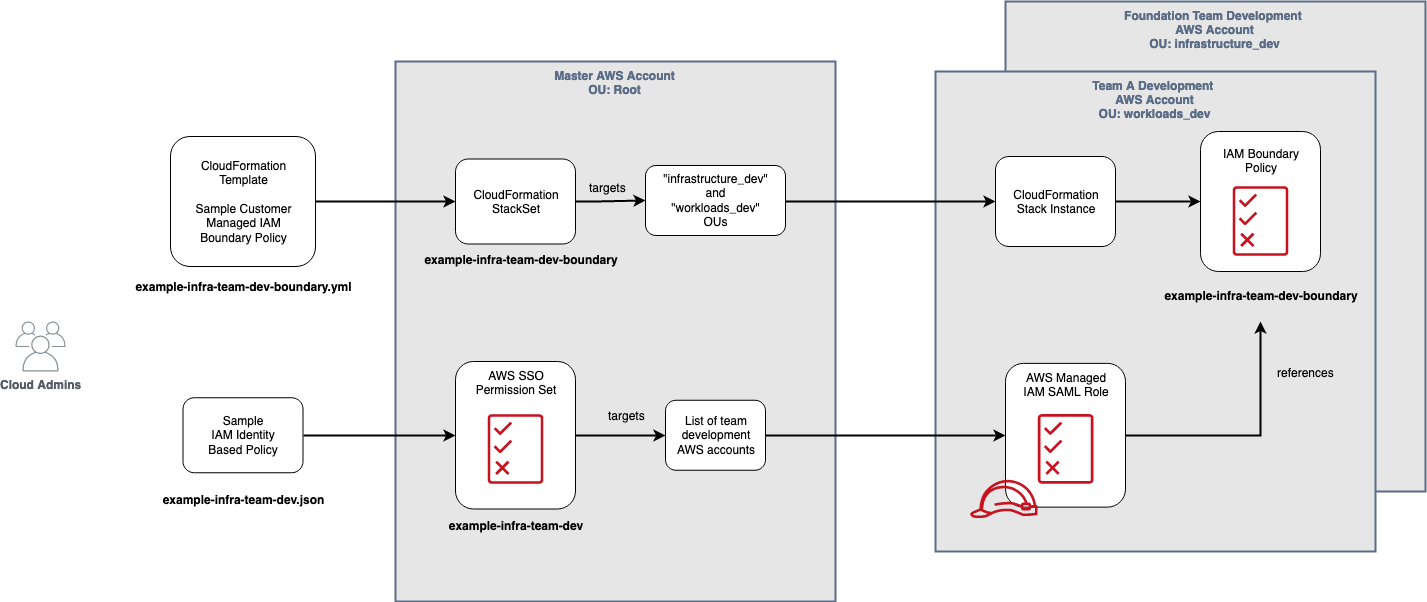 Foundation Team Development
AWS Account
OU: infrastructure_dev
Master AWS Account
OU: Root
Team A Development
AWS Account
OU: workloads_dev
CloudFormation
Template
Sample Customer
Managed IAM
Boundary Policy
example-infra-team-dev-boundary.yml
CloudFormation
StackSet
example-infra-team-dev-boundary
targets
"infrastructure_dev"
and
"workloads_dev"
OUs
CloudFormation
Stack Instance
IAM Boundary
Policy
example-infra-team-dev-boundary
Cloud Admins
Sample
IAM Identity
Based Policy
example-infra-team-dev.json
AWS SSO
Permission Set
example-infra-team-dev
targets
List of team
development
AWS accounts
AWS Managed
IAM SAML Role
references